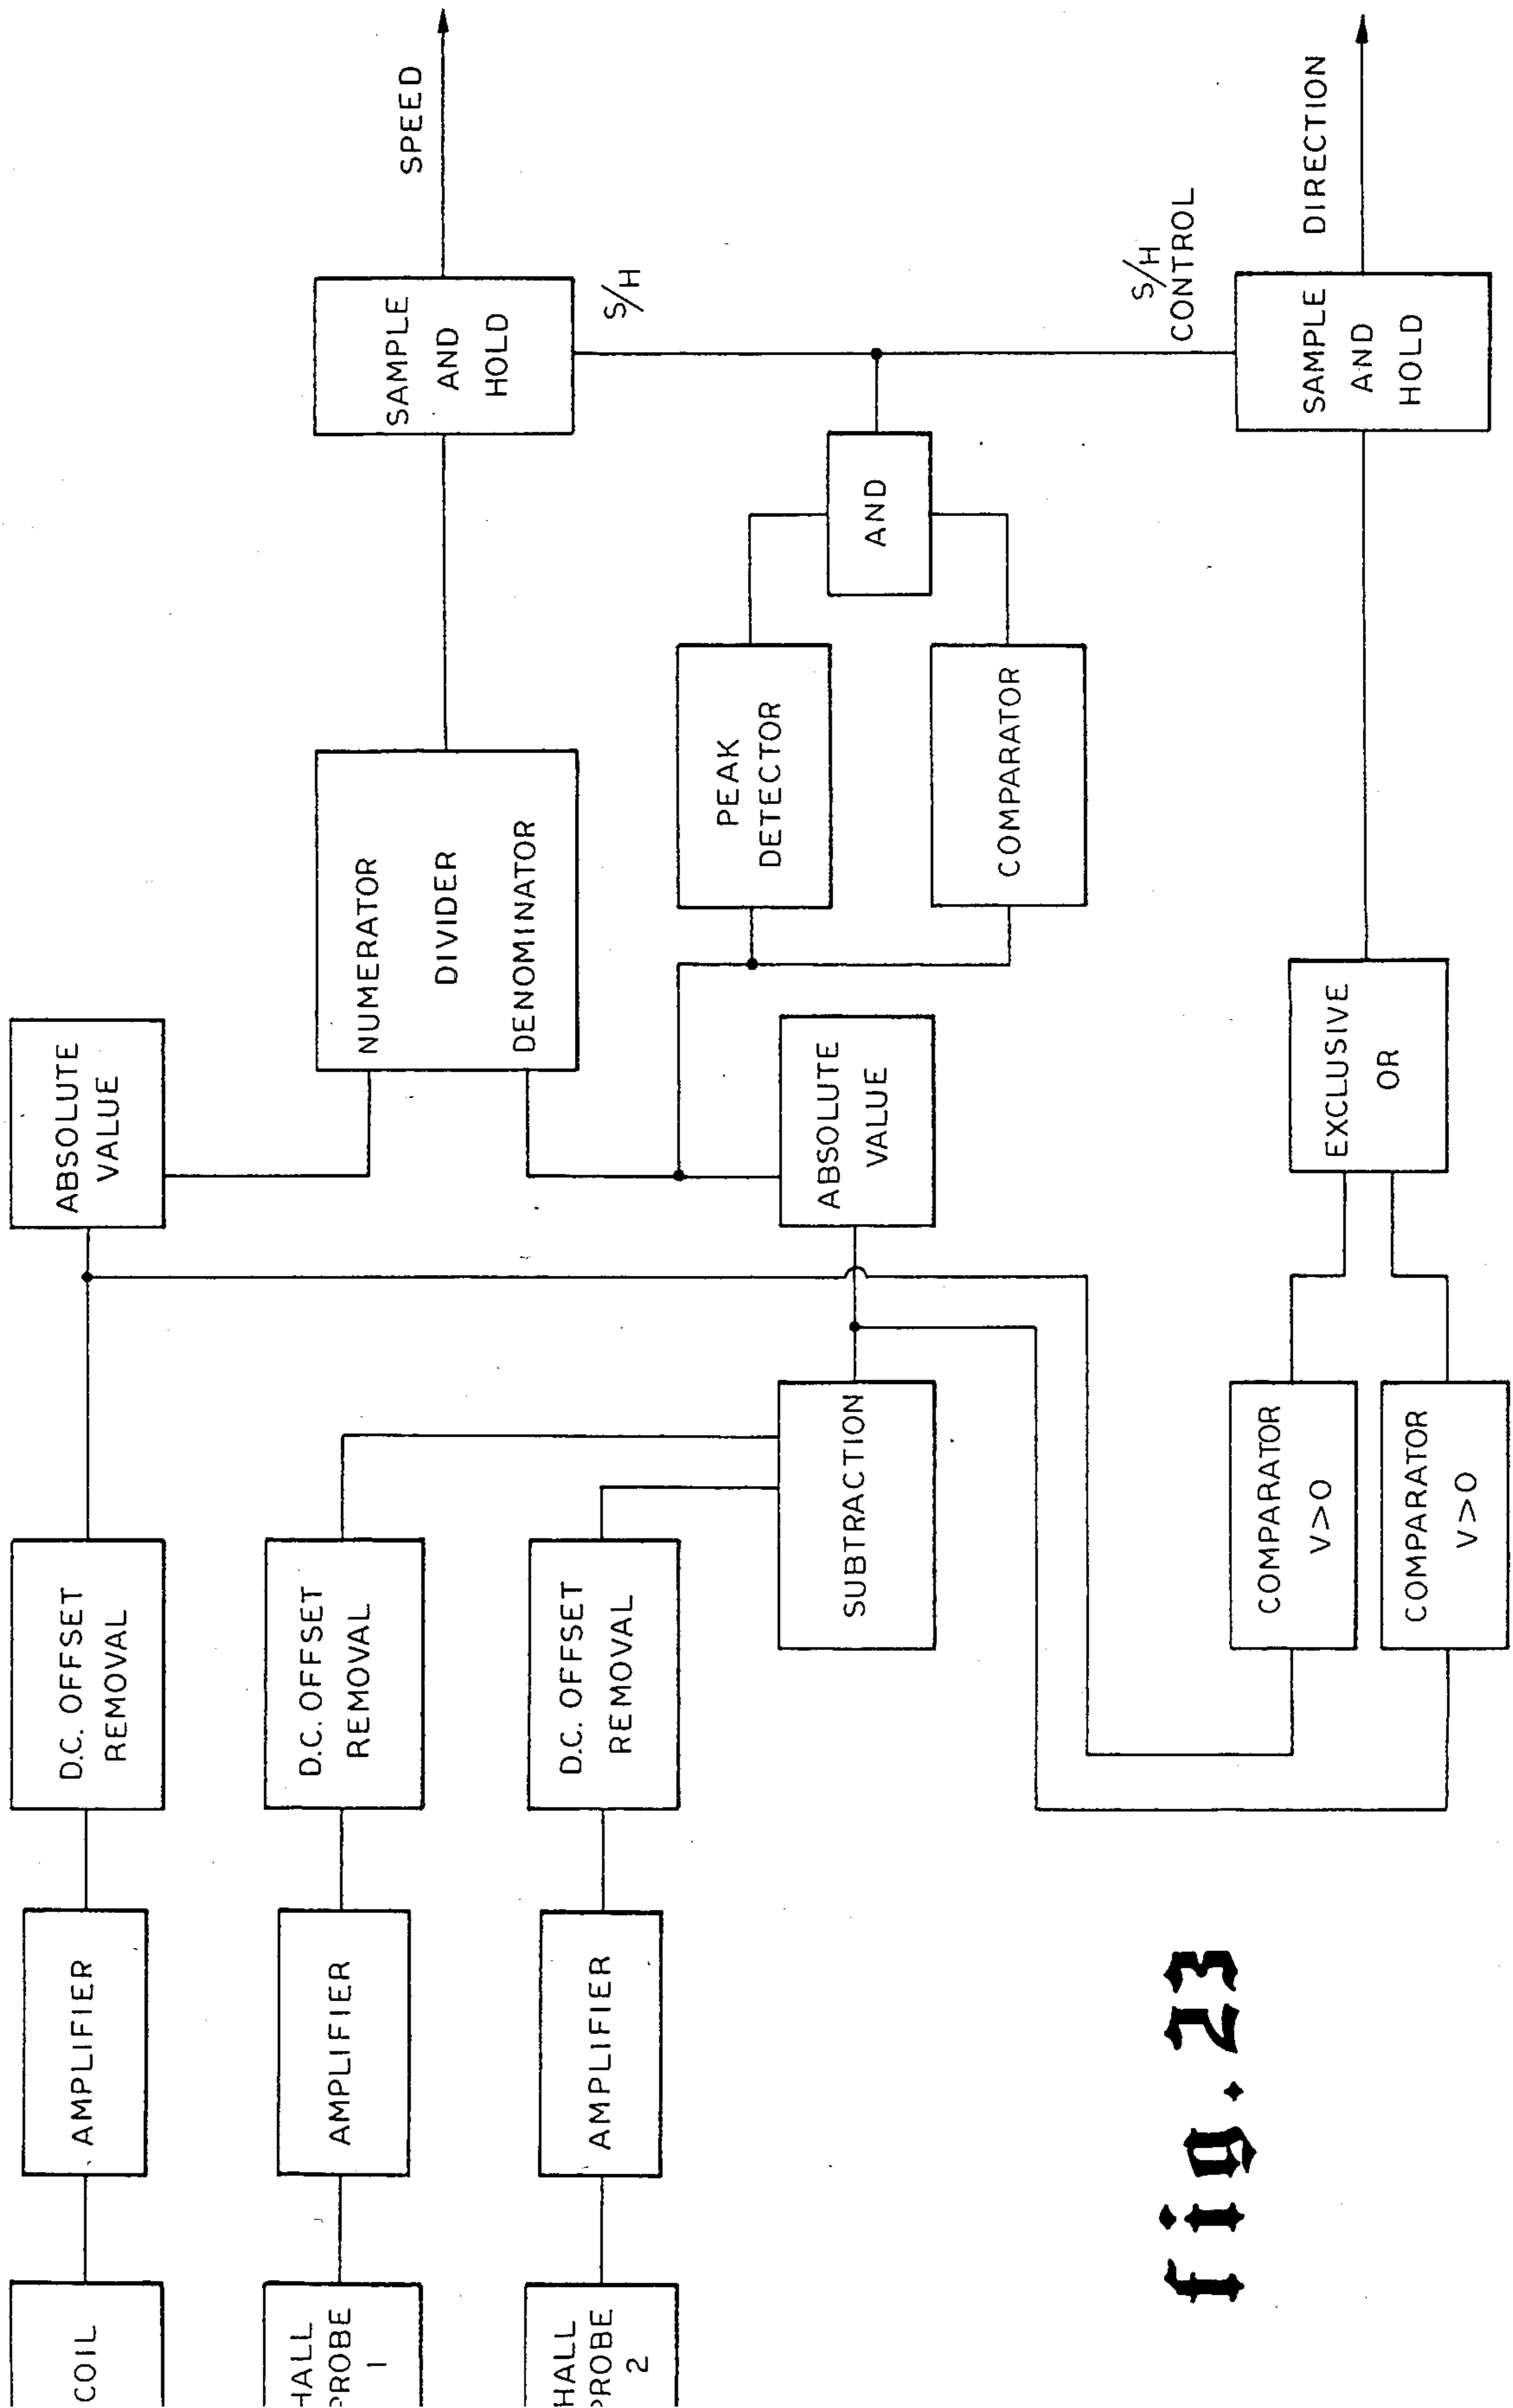 COIL
AMPLIFIER
D.C. OFFSET
REMOVAL
ABSOLUTE
VALUE
HALL
PROBE
1
AMPLIFIER
D.C. OFFSET
REMOVAL
NUMERATOR
DIVIDER
DENOMINATOR
SAMPLE
AND
HOLD
SPEED
S/H
HALL
PROBE
2
AMPLIFIER
D.C. OFFSET
REMOVAL
SUBTRACTION
ABSOLUTE
VALUE
PEAK
DETECTOR
COMPARATOR
AND
S/H
CONTROL
COMPARATOR
V>O
COMPARATOR
V>O
EXCLUSIVE
OR
SAMPLE
AND
HOLD
DIRECTION
fig.23